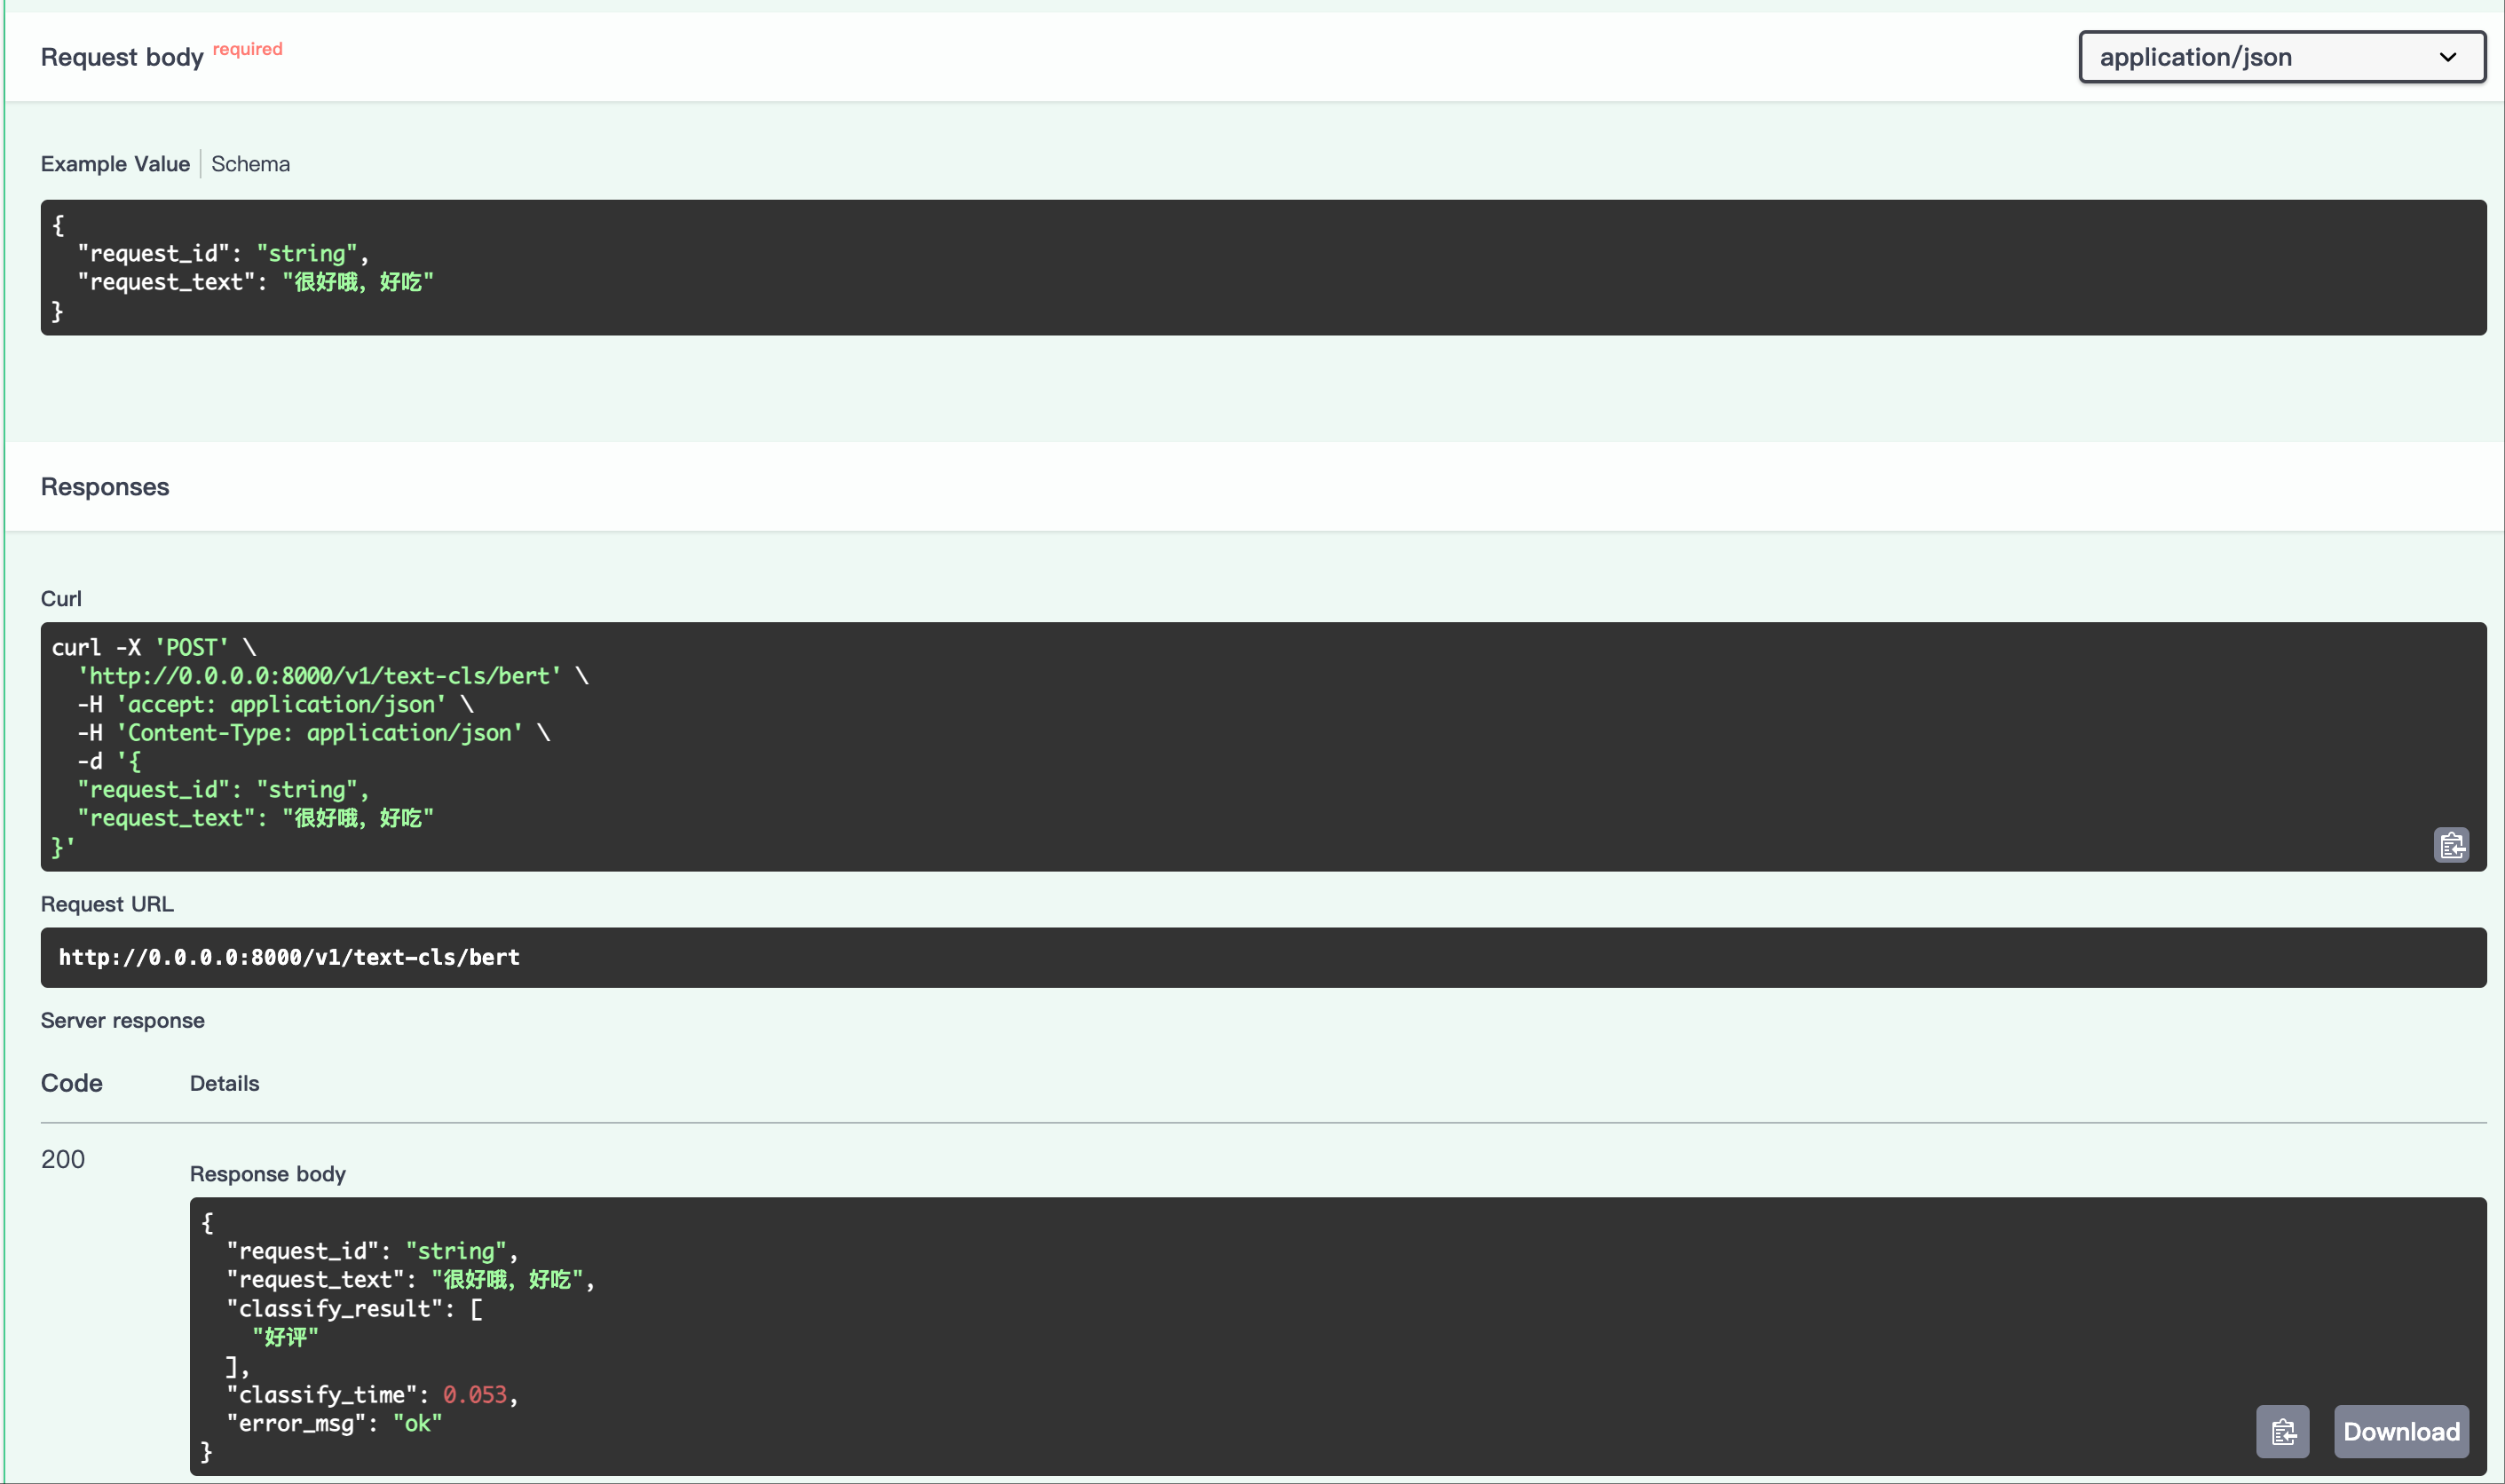 Request body required
application/json
Example Value Schema
{
  "request_id": "string",
  "request_text": "很好哦，好吃"
}
Responses
Curl
curl -X 'POST' \
  'http://0.0.0.0:8000/v1/text-cls/bert' \
  -H 'accept: application/json' \
  -H 'Content-Type: application/json' \
  -d '{
  "request_id": "string",
  "request_text": "很好哦，好吃"
}'
Request URL
http://0.0.0.0:8000/v1/text-cls/bert
Server response
Code Details
200
Response body
{
  "request_id": "string",
  "request_text": "很好哦，好吃",
  "classify_result": [
    "好评"
  ],
  "classify_time": 0.053,
  "error_msg": "ok"
}
Download